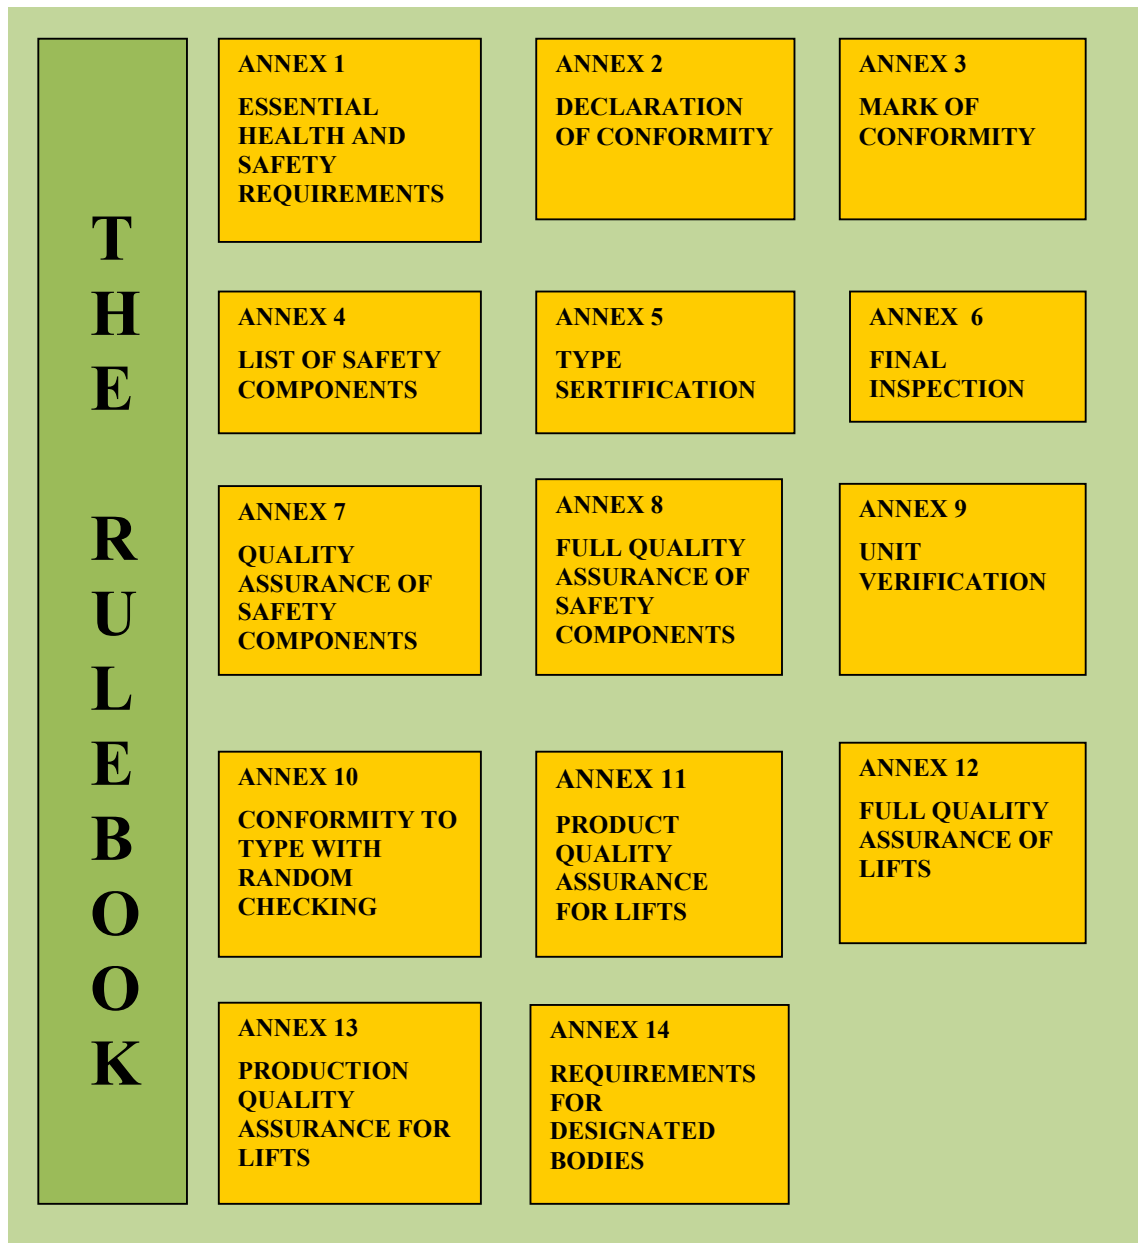 THE RULEBOOK
ANNEX 1
ESSENTIAL
HEALTH AND
SAFETY
REQUIREMENTS
ANNEX 2
DECLARATION
OF CONFORMITY
ANNEX 3
MARK OF
CONFORMITY
ANNEX 4
LIST OF SAFETY
COMPONENTS
ANNEX 5
TYPE
SERTIFICATION
ANNEX  6
FINAL
INSPECTION
ANNEX 7
QUALITY
ASSURANCE OF
SAFETY
COMPONENTS
ANNEX 8
FULL QUALITY
ASSURANCE OF
SAFETY
COMPONENTS
ANNEX 9
UNIT
VERIFICATION
ANNEX 10
CONFORMITY TO
TYPE WITH
RANDOM
CHECKING
ANNEX 11
PRODUCT
QUALITY
ASSURANCE
FOR LIFTS
ANNEX 12
FULL QUALITY
ASSURANCE OF
LIFTS
ANNEX 13
PRODUCTION
QUALITY
ASSURANCE FOR
LIFTS
ANNEX 14
REQUIREMENTS
FOR
DESIGNATED
BODIES